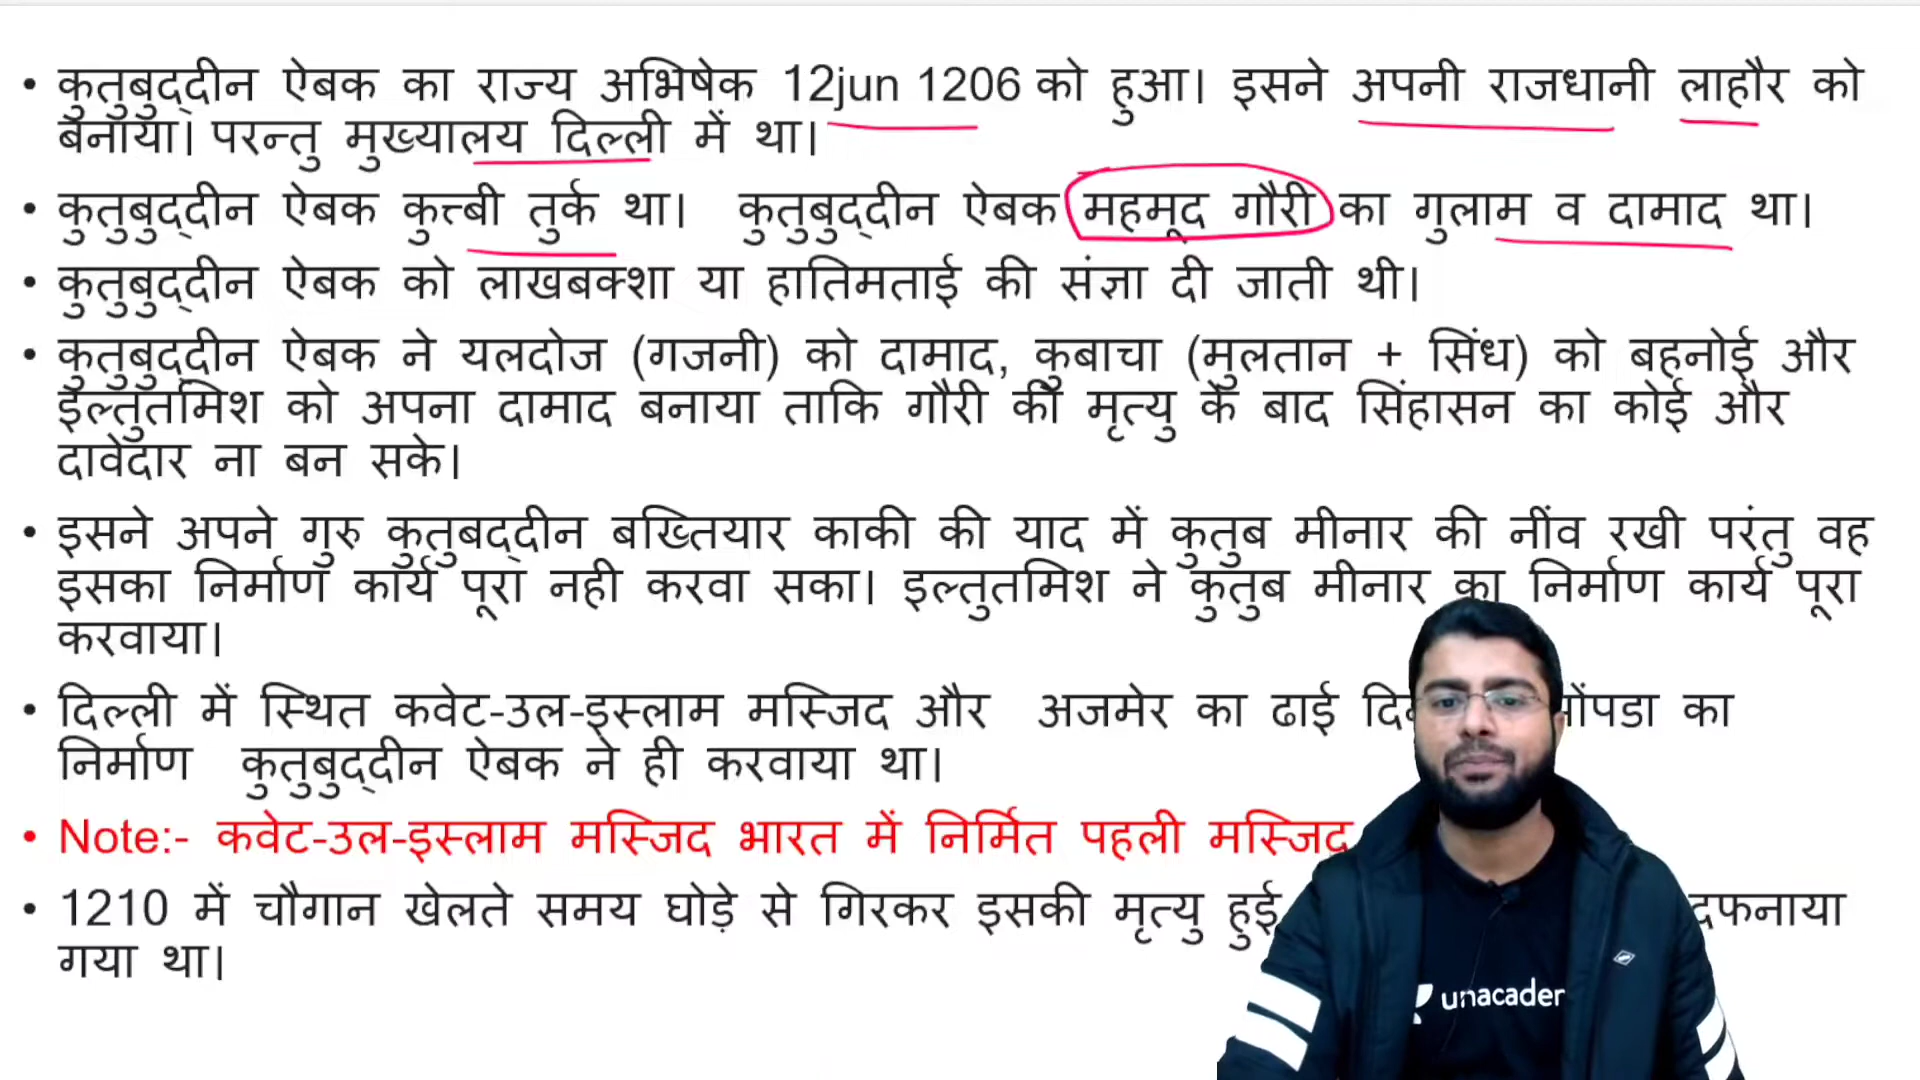 • कुतुबुद्दीन ऐबक का राज्य अभिषेक 12jun 1206 को हुआ। इसने अपनी राजधानी लाहौर को
बनाया। परन्तु मुख्यालय दिल्ली में था।
• कुतुबुद्दीन ऐबक कुत्त्बी तुर्क था। कुतुबुद्दीन ऐबक महमूद गौरी का गुलाम व दामाद था।
• कुतुबुद्दीन ऐबक को लाखबक्शा या हातिमताई की संज्ञा दी जाती थी।
• कुतुबुद्दीन ऐबक ने यलदोज (गजनी) को दामाद, कुबाचा (मुलतान + सिंध) को बहनोई और
इल्तुतमिश को अपना दामाद बनाया ताकि गौरी की मृत्यु के बाद सिंहासन का कोई और
दावेदार ना बन सके।
• इसने अपने गुरु कुतुबद्दीन बख्तियार काकी की याद में कुतुब मीनार की नींव रखी परंतु वह
इसका निर्माण कार्य पूरा नही करवा सका। इल्तुतमिश ने कुतुब मीनार का निर्माण कार्य पूरा
करवाया।
• दिल्ली में स्थित कवेट-उल-इस्लाम मस्जिद और अजमेर का ढाई का
निर्माण कुतुबुद्दीन ऐबक ने ही करवाया था।
• Note:- कवेट-उल-इस्लाम मस्जिद भारत में निर्मित पहली मस्जिद
• 1210 में चौगान खेलते समय घोड़े से गिरकर इसकी मृत्यु हुई दफनाया
गया था।
unacader